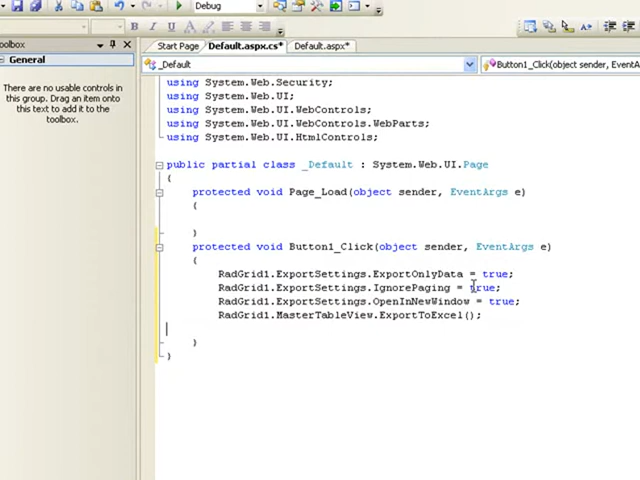 Debug
oolbox
Start Page
Default.aspx.cs*
Default.aspx*
General
_Default
Button1_Click(object sender, EventA
There are no usable controls in
this group. Drag an item onto
this text to add it to the
toolbox.
using System.Web.Security;
using System.Web.UI;
using System.Web.UI.WebControls;
using System.Web.UI.WebControls.WebParts;
using System.Web.UI.HtmlControls;
public partial class _Default : System.Web.UI.Page
{
protected void Page_Load(object sender, EventArgs e)
{
}
protected void Button1_Click(object sender, EventArgs e)
{
RadGrid1.ExportSettings.ExportOnlyData = true;
RadGrid1.ExportSettings.IgnorePaging = true;
RadGrid1.ExportSettings.OpenInNewWindow = true;
RadGrid1.MasterTableView.ExportToExcel();
}
}